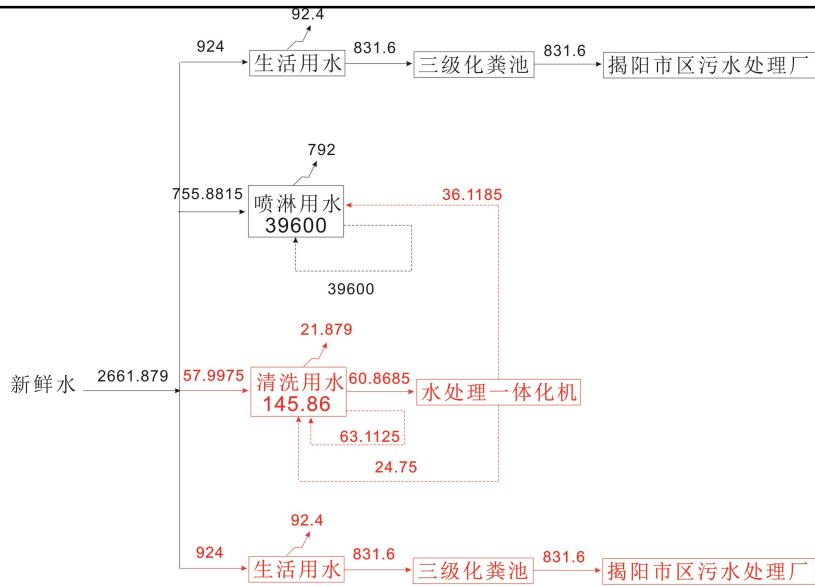 92.4
924
生活用水
831.6
三级化粪池
831.6
揭阳市区污水处理厂
792
755.8815
喷淋用水
39600
36.1185
39600
21.879
新鲜水
2661.879
57.9975
清洗用水
145.86
60.8685
水处理一体化机
63.1125
24.75
92.4
924
生活用水
831.6
三级化粪池
831.6
揭阳市区污水处理厂